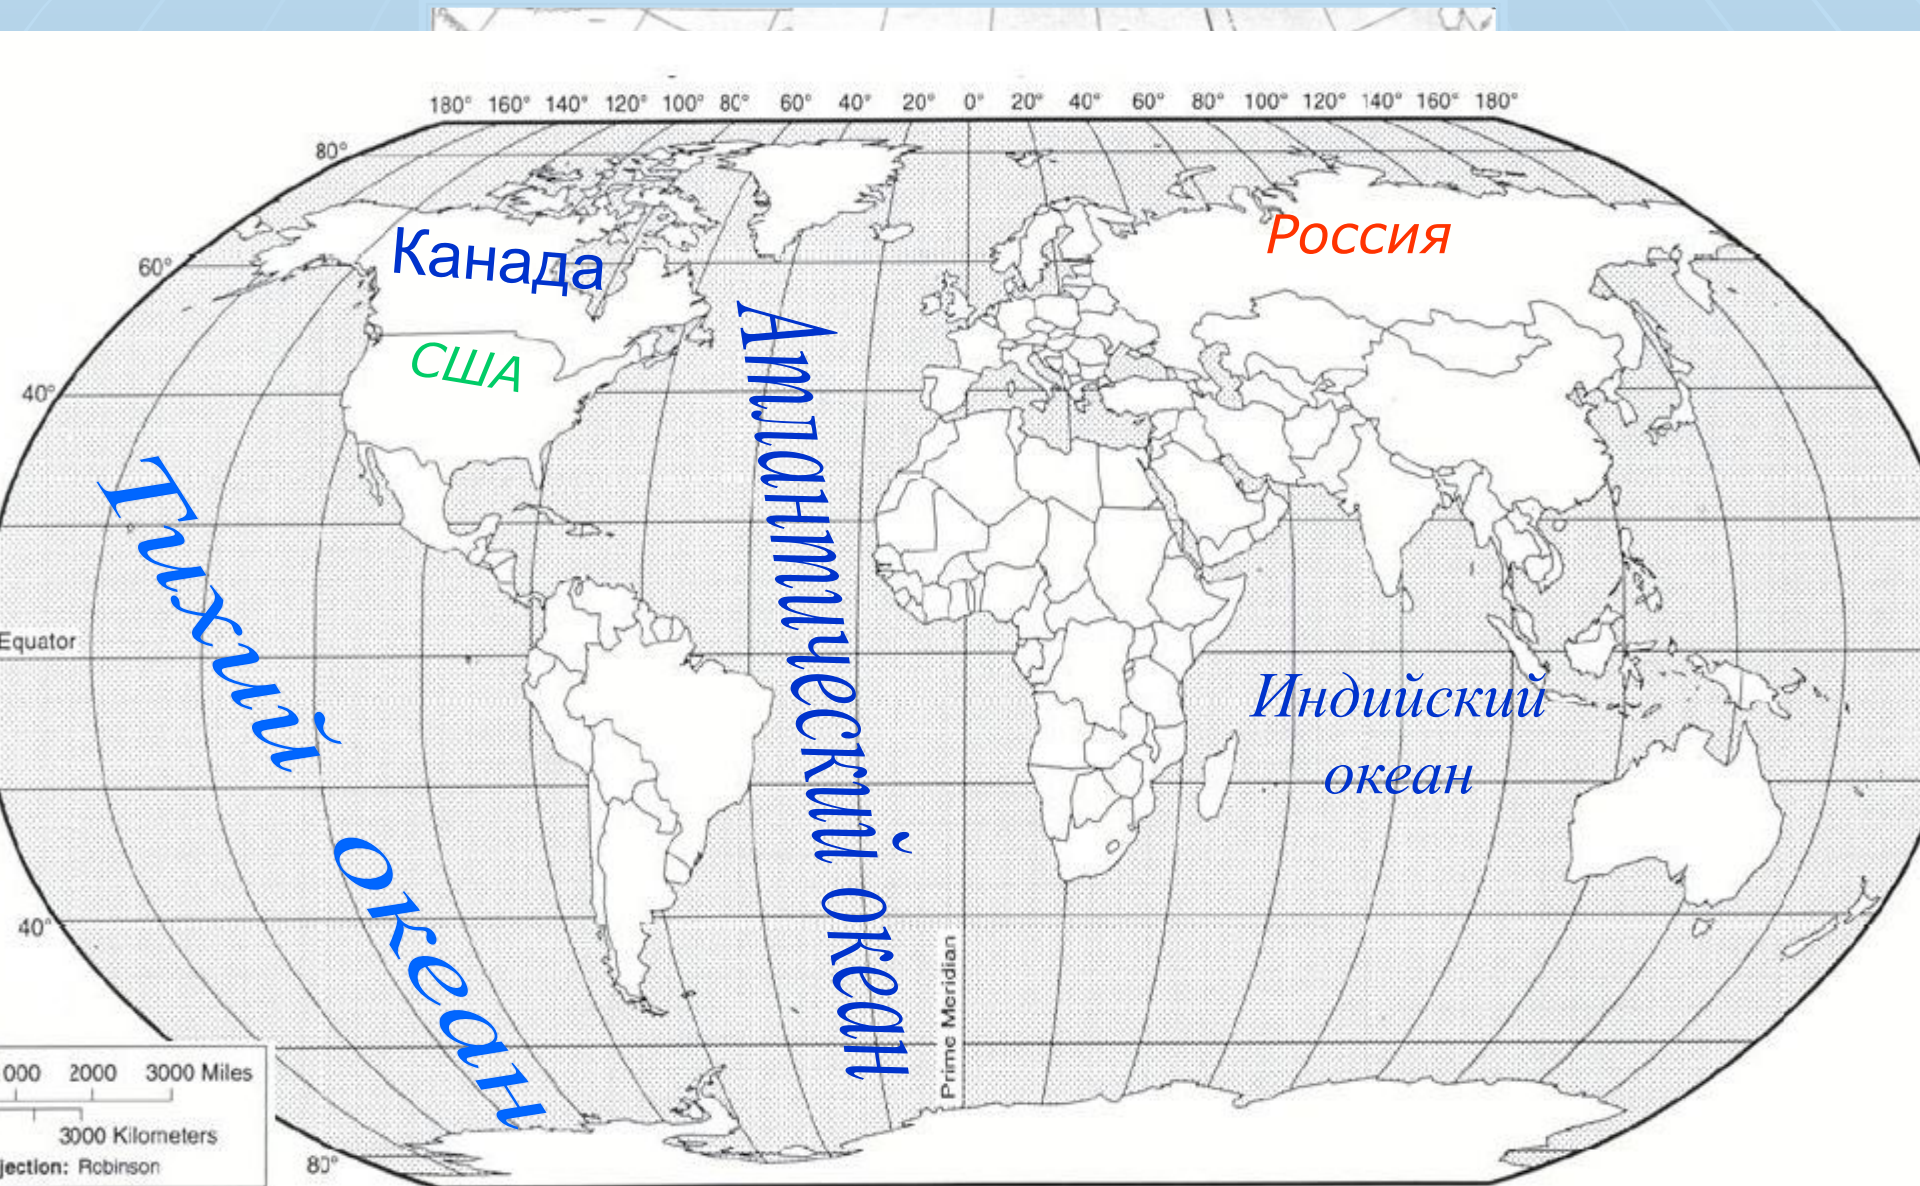 180° 160° 140° 120° 100° 80° 60° 40° 20° 0° 20° 40° 60° 80° 100° 120° 140° 160° 180°
80°
Россия
Канада
60°
США
40°
Атлантический океан
Тихий океан
Equator
Индийский
океан
40°
Prime Meridian
000 2000 3000 Miles
3000 Kilometers
jection: Robinson
80°